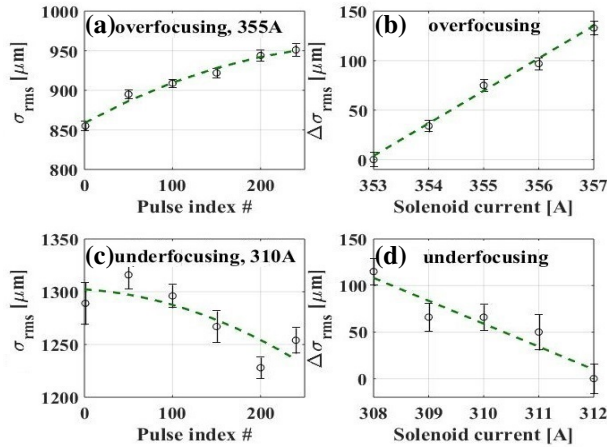 (a) overfocusing, 355A
σrms [μm]
1000
950
900
850
800
0
100
200
Pulse index #
(b) overfocusing
Δσrms [μm]
150
100
50
0
353
354
355
356
357
Solenoid current [A]
(c) underfocusing, 310A
σrms [μm]
1350
1300
1250
1200
0
100
200
Pulse index #
(d) underfocusing
Δσrms [μm]
150
100
50
0
308
309
310
311
312
Solenoid current [A]